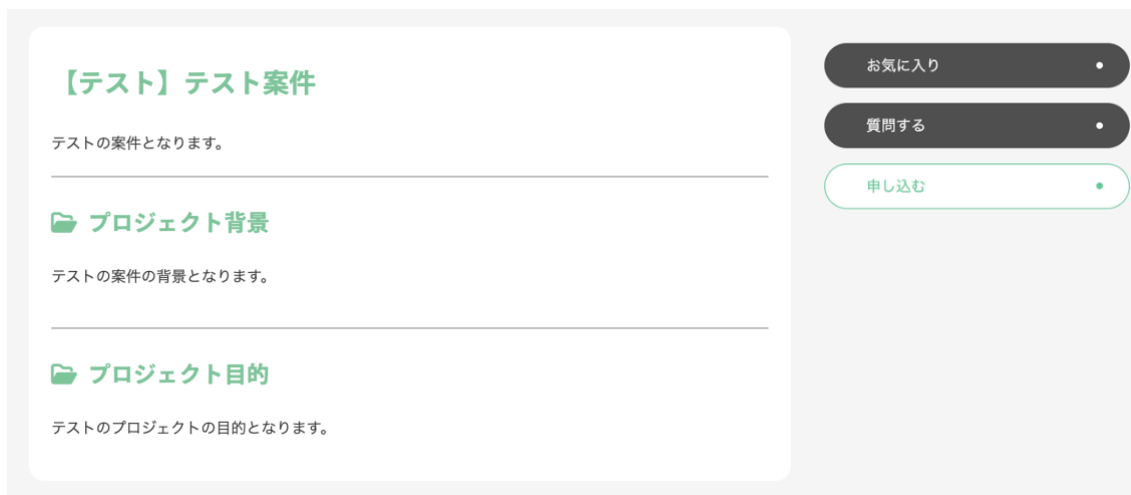 【テスト】テスト案件
テストの案件となります。
プロジェクト背景
テストの案件の背景となります。
プロジェクト目的
テストのプロジェクトの目的となります。
お気に入り
質問する
申し込む